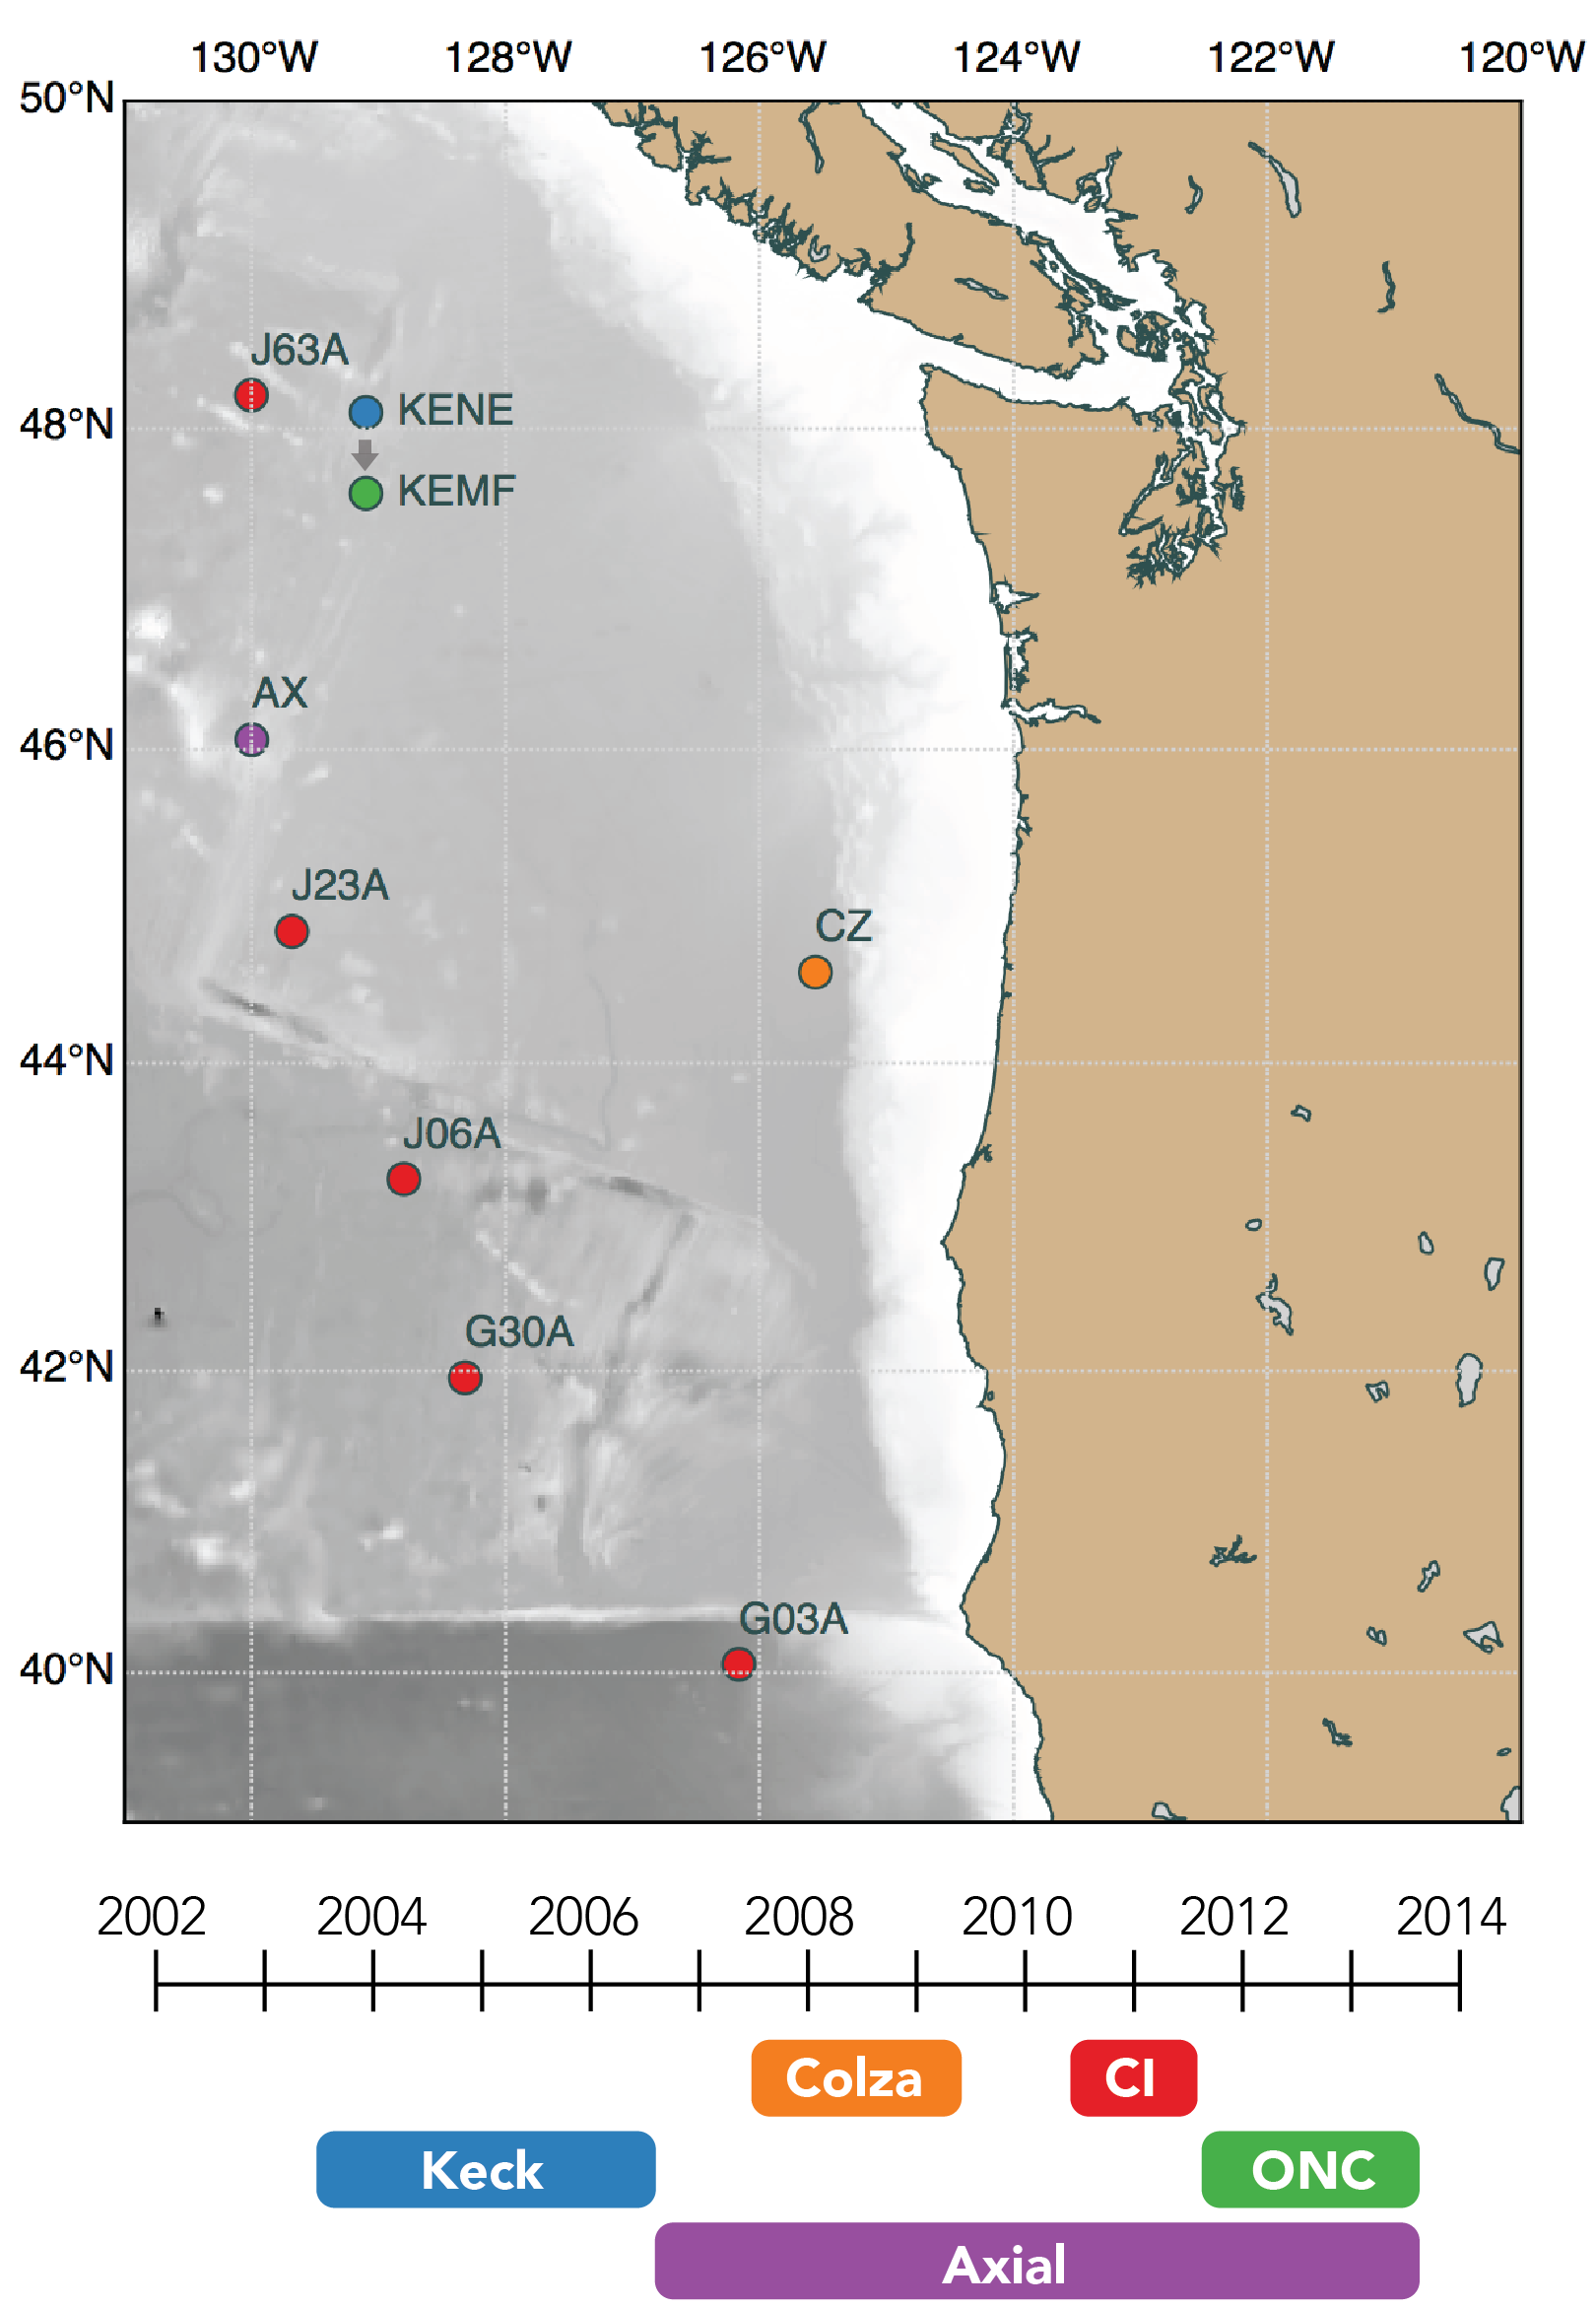 130°W 128°W 126°W 124°W 122°W 120°W
50°N
J63A
KENE
48°N
KEMF
AX
46°N
J23A
CZ
44°N
J06A
G30A
42°N
G03A
40°N
2002 2004 2006 2008 2010 2012 2014
Colza CI
Keck ONC
Axial